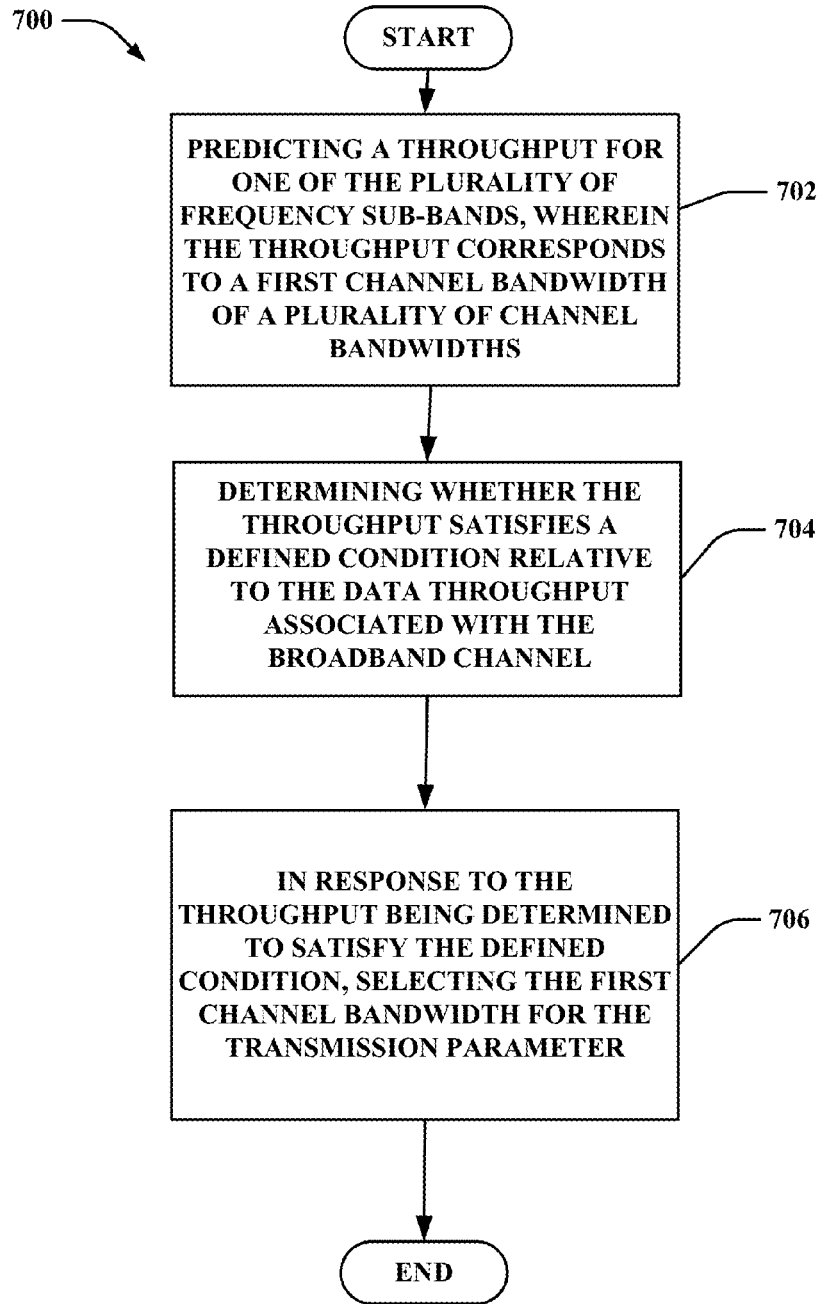 700
START
PREDICTING A THROUGHPUT FOR
ONE OF THE PLURALITY OF
FREQUENCY SUB-BANDS, WHEREIN
THE THROUGHPUT CORRESPONDS
TO A FIRST CHANNEL BANDWIDTH
OF A PLURALITY OF CHANNEL
BANDWIDTHS
702
DETERMINING WHETHER THE
THROUGHPUT SATISFIES A
DEFINED CONDITION RELATIVE
TO THE DATA THROUGHPUT
ASSOCIATED WITH THE
BROADBAND CHANNEL
704
IN RESPONSE TO THE
THROUGHPUT BEING DETERMINED
TO SATISFY THE DEFINED
CONDITION, SELECTING THE FIRST
CHANNEL BANDWIDTH FOR THE
TRANSMISSION PARAMETER
706
END